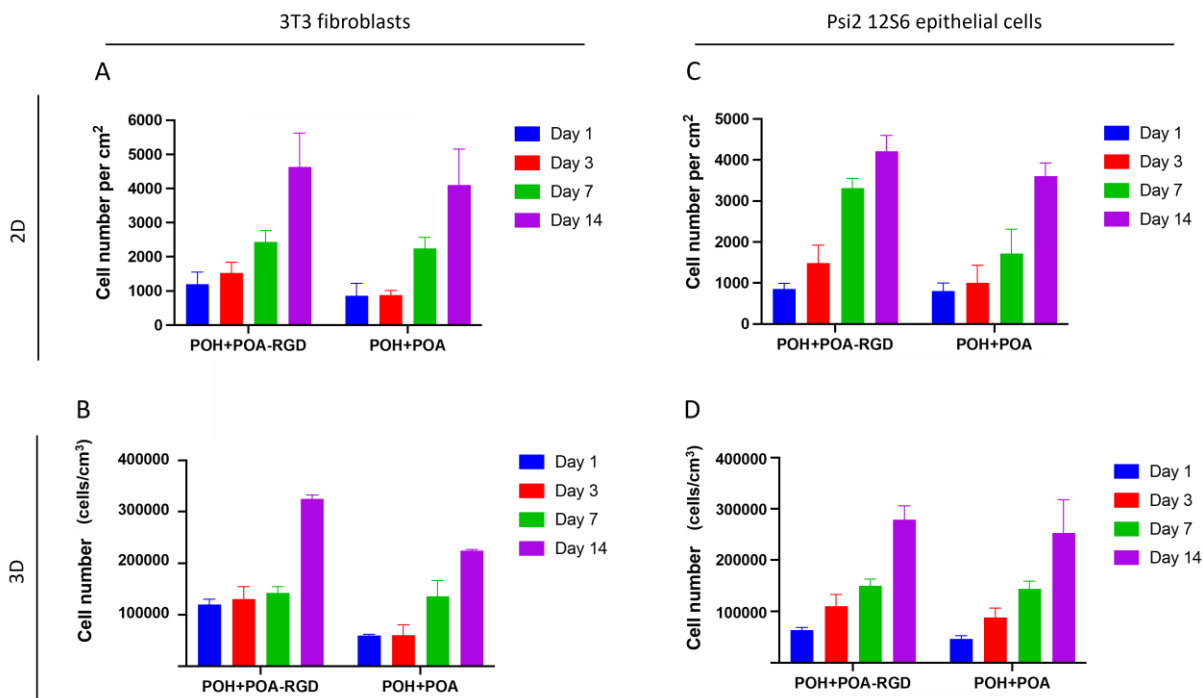 3T3 fibroblasts
Psi2 12S6 epithelial cells
2D
A
Cell number per cm²
6000
5000
4000
3000
2000
1000
0
POH+POA-RGD
POH+POA
Day 1
Day 3
Day 7
Day 14
C
Cell number per cm²
5000
4000
3000
2000
1000
0
POH+POA-RGD
POH+POA
Day 1
Day 3
Day 7
Day 14
3D
B
Cell number (cells/cm³)
400000
300000
200000
100000
POH+POA-RGD
POH+POA
Day 1
Day 3
Day 7
Day 14
D
Cell number (cells/cm³)
400000
300000
200000
100000
POH+POA-RGD
POH+POA
Day 1
Day 3
Day 7
Day 14